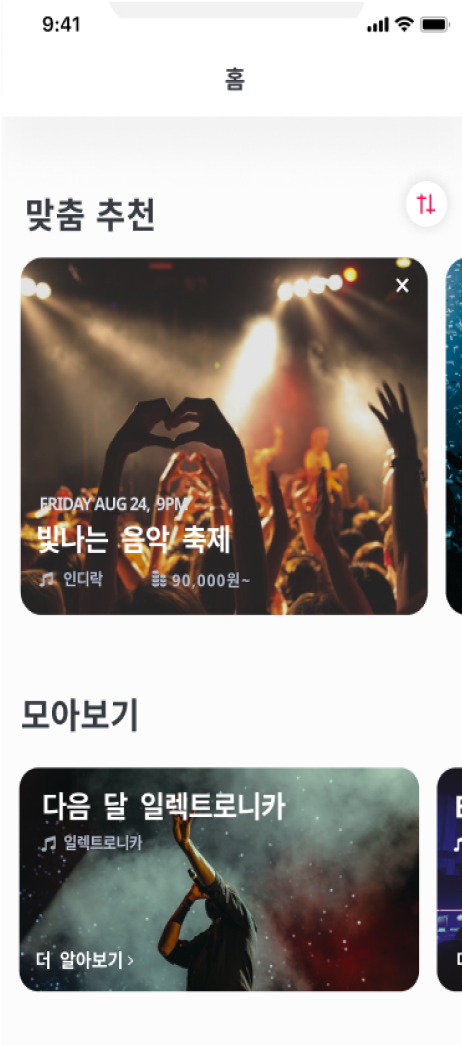 9:41
홈
맞춤 추천
FRIDAY AUG 24, 9PM
빛나는 음악 축제
인디락 90,000원~
모아보기
다음 달 일렉트로니카
일렉트로니카
더 알아보기 >